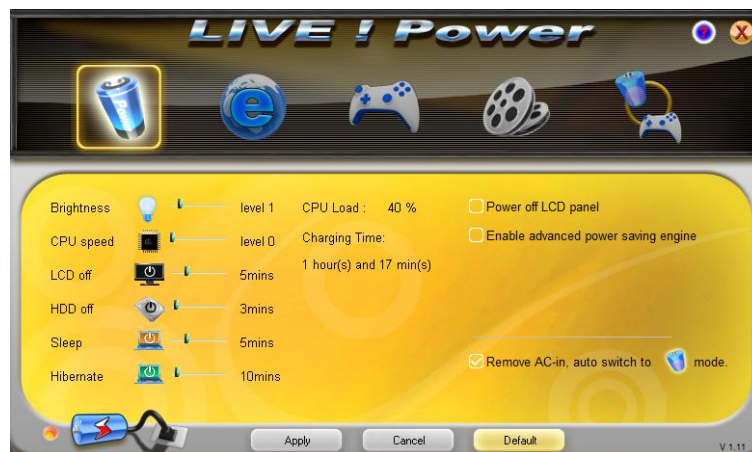 LIVE ! Power
?
X
Power
e
Brightness
level 1
CPU Load : 40 %
Power off LCD panel
CPU speed
level 0
Charging Time:
Enable advanced power saving engine
LCD off
5mins
1 hour(s) and 17 min(s)
HDD off
3mins
Sleep
5mins
Hibernate
10mins
Remove AC-in, auto switch to mode.
Apply
Cancel
Default
V 1.11